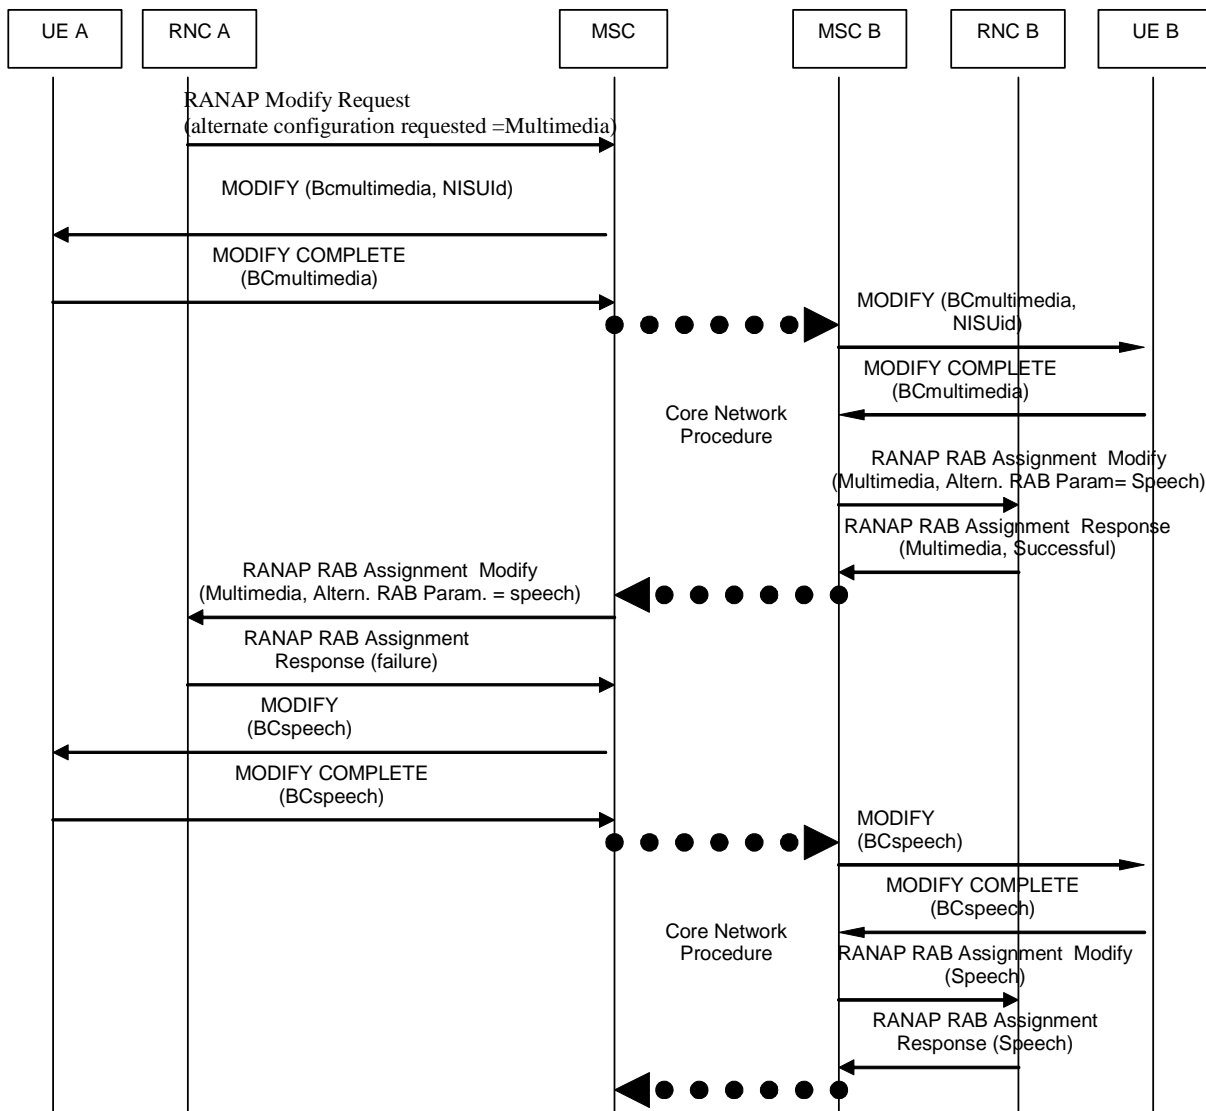 UE A
RNC A
MSC
MSC B
RNC B
UE B
RANAP Modify Request
(alternate configuration requested =Multimedia)
MODIFY (Bcmultimedia, NISUId)
MODIFY COMPLETE
(BCmultimedia)
MODIFY (BCmultimedia,
NISUid)
MODIFY COMPLETE
(BCmultimedia)
Core Network
Procedure
RANAP RAB Assignment Modify
(Multimedia, Altern. RAB Param= Speech)
RANAP RAB Assignment Response
(Multimedia, Successful)
RANAP RAB Assignment Modify
(Multimedia, Altern. RAB Param. = speech)
RANAP RAB Assignment
Response (failure)
MODIFY
(BCspeech)
MODIFY COMPLETE
(BCspeech)
MODIFY
(BCspeech)
MODIFY COMPLETE
(BCspeech)
Core Network
Procedure
RANAP RAB Assignment Modify
(Speech)
RANAP RAB Assignment
Response (Speech)